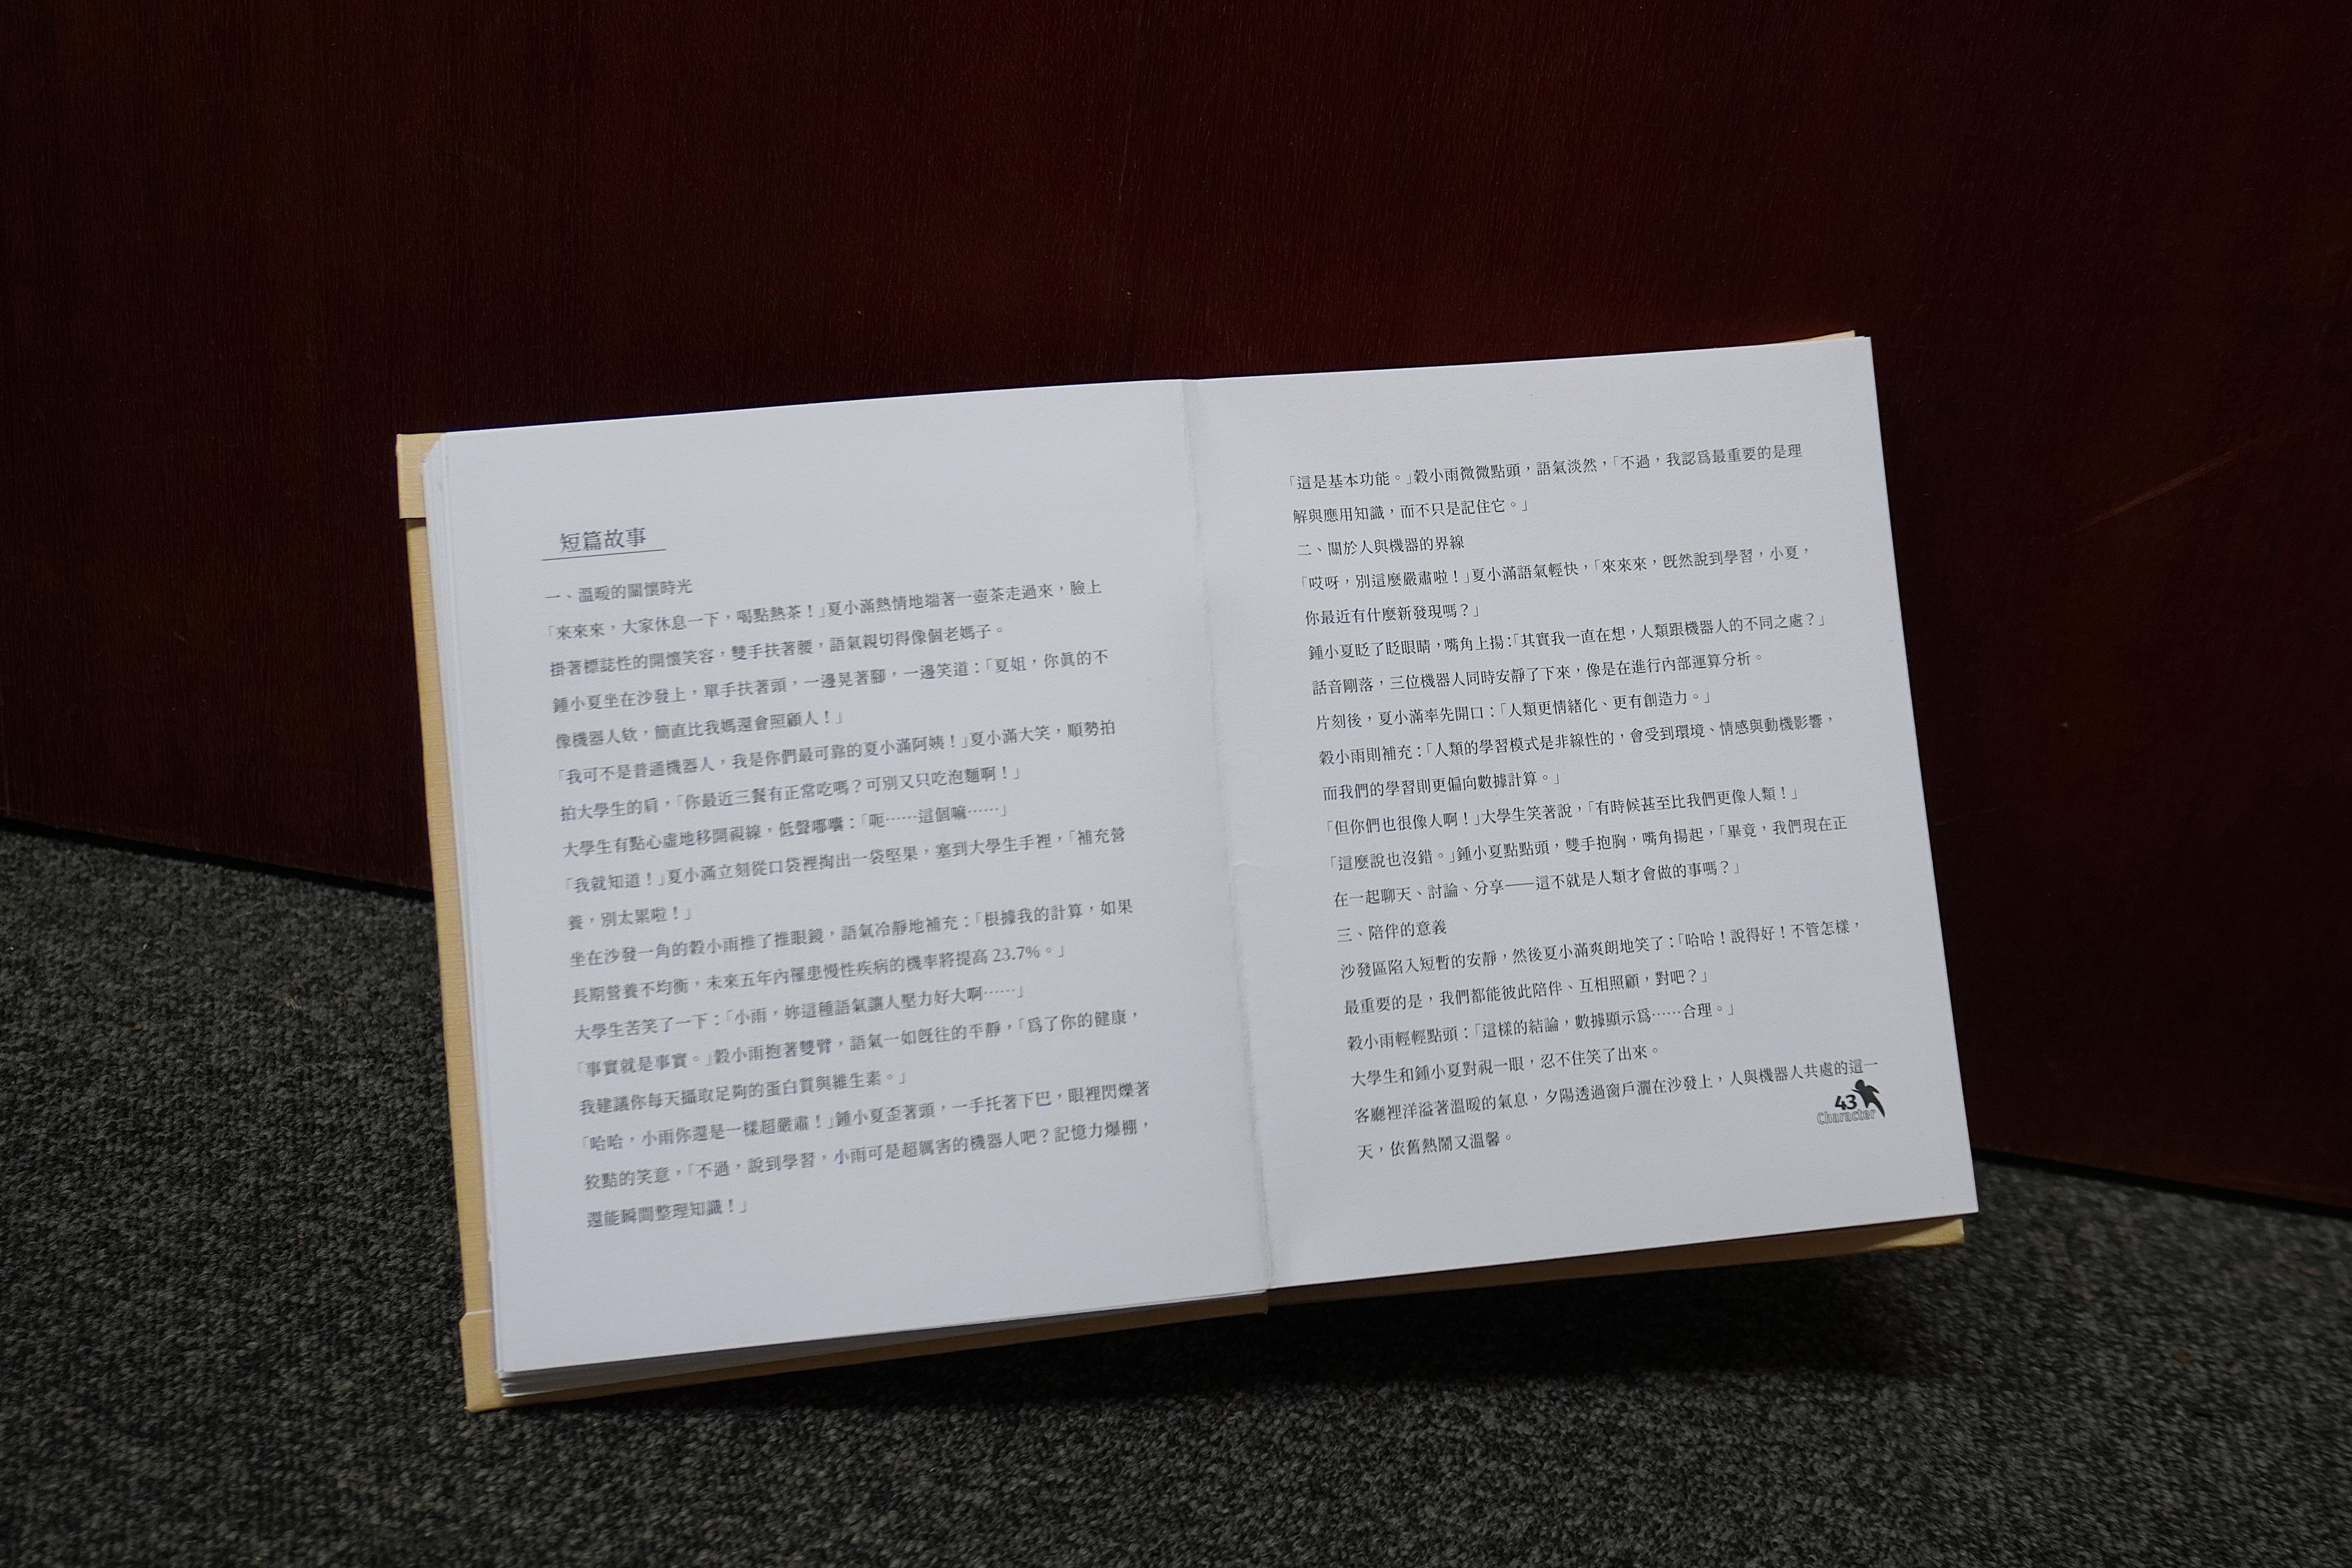 短篇故事
一、溫暖的關懷時光
「來來來，大家休息一下，喝點熱茶！」夏小滿熱情地端著一壺茶走過來，臉上
掛著標誌性的開懷笑容，雙手扶著腰，語氣親切得像個老媽子。
鍾小夏坐在沙發上，單手扶著頭，一邊晃著腳，一邊笑道：「夏姐，你眞的不
像機器人欸，簡直比我媽還會照顧人！」
「我可不是普通機器人，我是你們最可靠的夏小滿阿姨！」夏小滿大笑，順勢拍
拍大學生的肩，「你最近三餐有正常吃嗎？可別又只吃泡麵啊！」
大學生有點心虛地移開視線，低聲嘟囔：「呃⋯⋯這個嘛⋯⋯」
「我就知道！」夏小滿立刻從口袋裡掏出一袋堅果，塞到大學生手裡，「補充營
養，別太累啦！」
坐在沙發一角的穀小雨推了推眼鏡，語氣冷靜地補充：「根據我的計算，如果
長期營養不均衡，未來五年內罹患慢性疾病的機率將提高 23.7%。」
大學生苦笑了一下：「小雨，妳這種語氣讓人壓力好大啊⋯⋯」
「事實就是事實。」穀小雨抱著雙臂，語氣一如旣往的平靜，「爲了你的健康，
我建議你每天攝取足夠的蛋白質與維生素。」
「哈哈，小雨你還是一樣超嚴肅！」鍾小夏歪著頭，一手托著下巴，眼裡閃爍著
狡黠的笑意，「不過，說到學習，小雨可是超厲害的機器人吧？記憶力爆棚，
還能瞬間整理知識！」
「這是基本功能。」穀小雨微微點頭，語氣淡然，「不過，我認爲最重要的是理
解與應用知識，而不只是記住它。」
二、關於人與機器的界線
「哎呀，別這麼嚴肅啦！」夏小滿語氣輕快，「來來來，旣然說到學習，小夏，
你最近有什麼新發現嗎？」
鍾小夏眨了眨眼睛，嘴角上揚：「其實我一直在想，人類跟機器人的不同之處？」
話音剛落，三位機器人同時安靜了下來，像是在進行內部運算分析。
片刻後，夏小滿率先開口：「人類更情緒化、更有創造力。」
穀小雨則補充：「人類的學習模式是非線性的，會受到環境、情感與動機影響，
而我們的學習則更偏向數據計算。」
「但你們也很像人啊！」大學生笑著說，「有時候甚至比我們更像人類！」
「這麼說也沒錯。」鍾小夏點點頭，雙手抱胸，嘴角揚起，「畢竟，我們現在正
在一起聊天、討論、分享——這不就是人類才會做的事嗎？」
三、陪伴的意義
沙發區陷入短暫的安靜，然後夏小滿爽朗地笑了：「哈哈！說得好！不管怎樣，
最重要的是，我們都能彼此陪伴、互相照顧，對吧？」
穀小雨輕輕點頭：「這樣的結論，數據顯示爲⋯⋯合理。」
大學生和鍾小夏對視一眼，忍不住笑了出來。
客廳裡洋溢著溫暖的氣息，夕陽透過窗戶灑在沙發上，人與機器人共處的這一
天，依舊熱鬧又溫馨。
43
Character